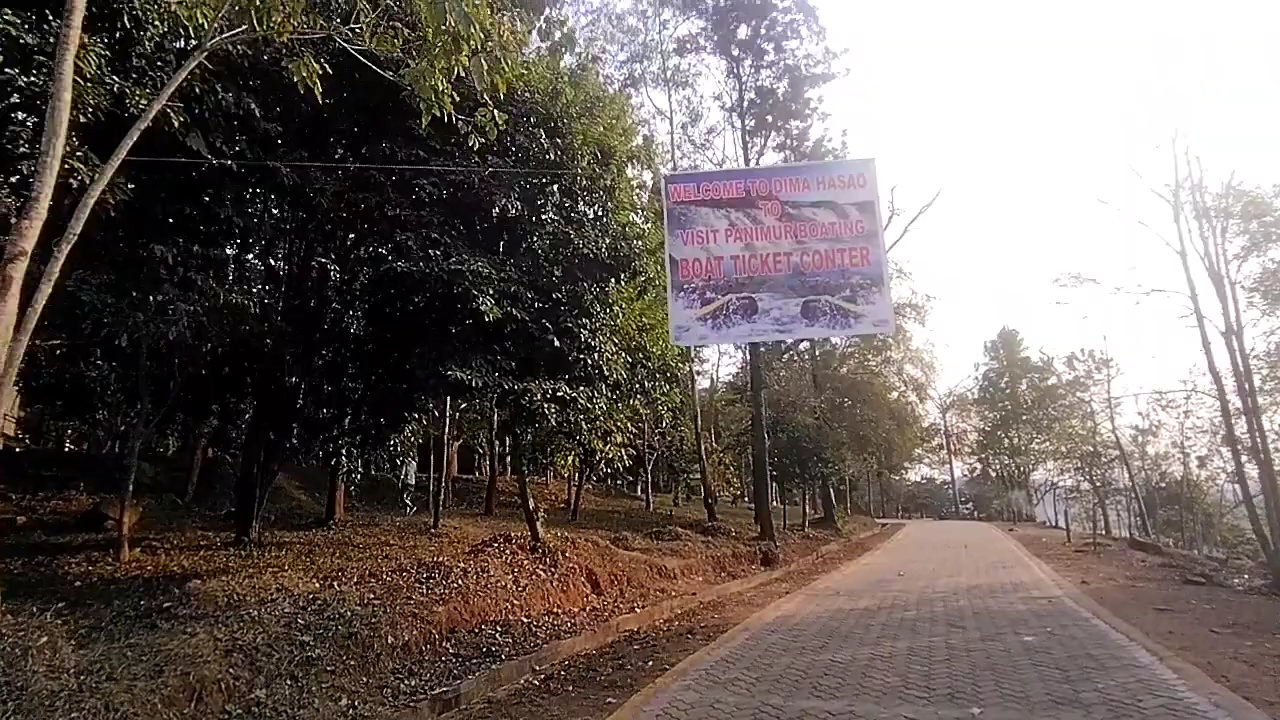 WELCOME TO DIMA HASAO
TO
VISIT PANIMUR BOATING
BOAT TICKET CONTER